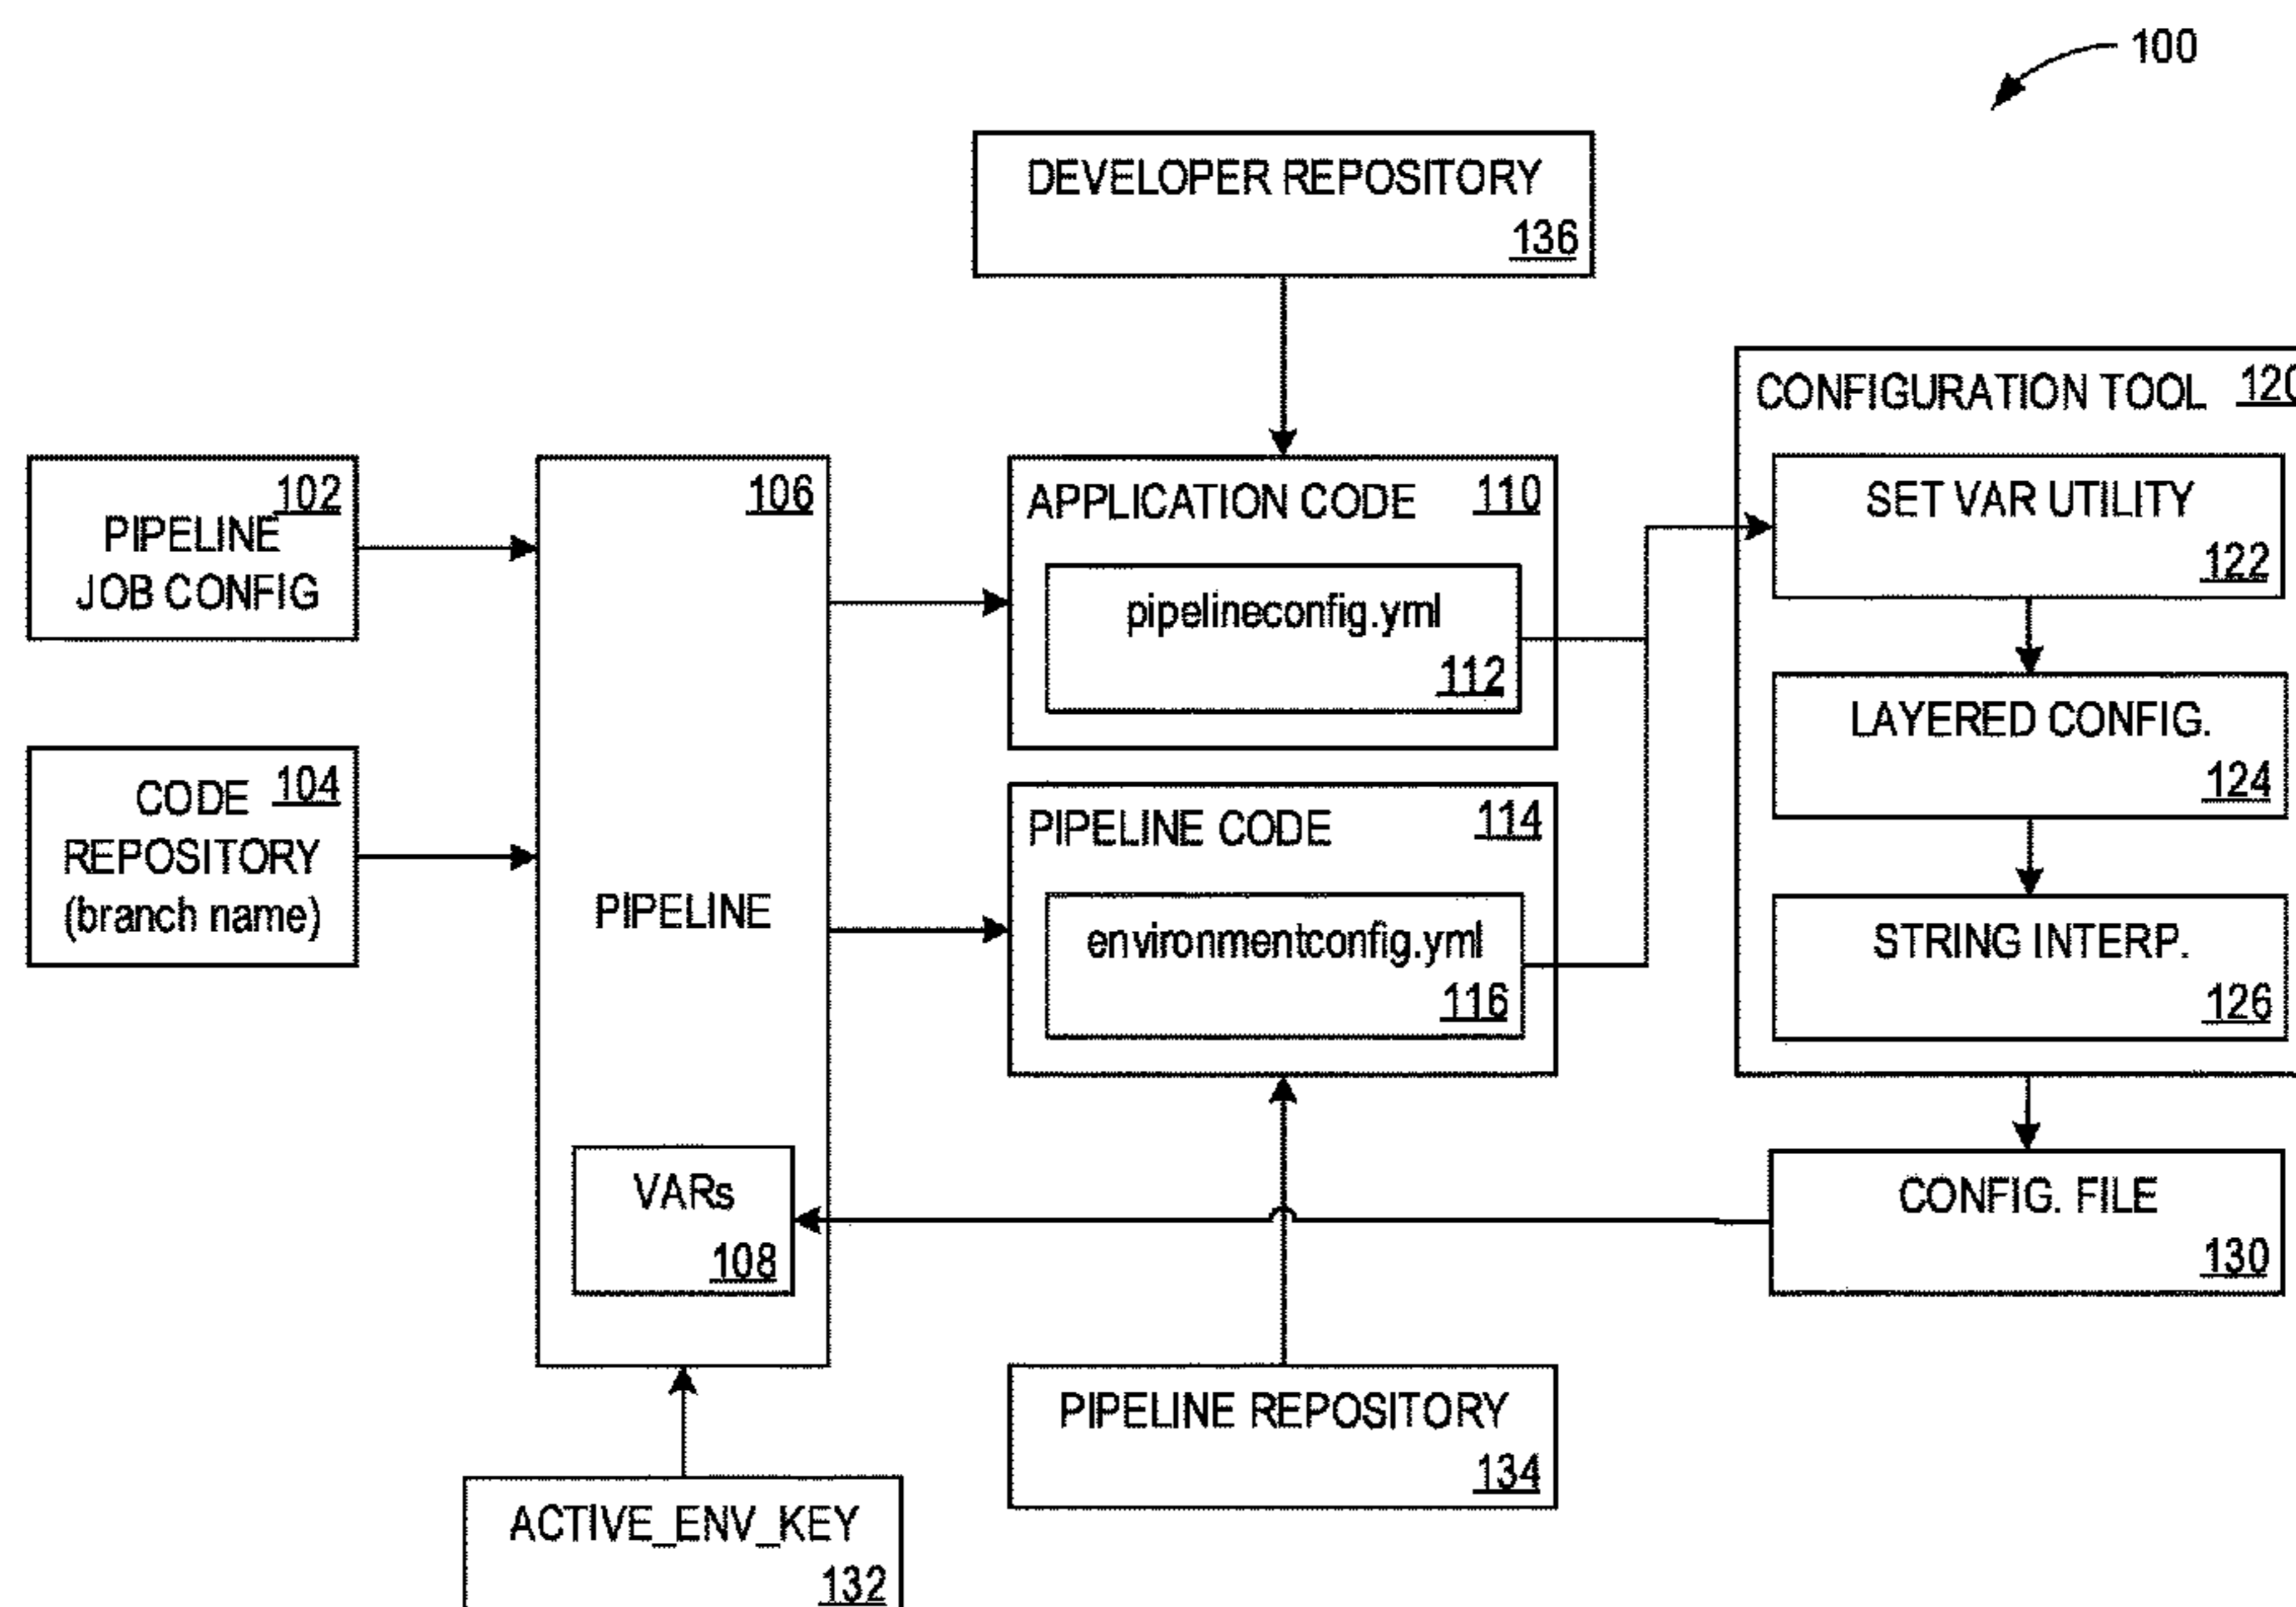 100
DEVELOPER REPOSITORY
136
CONFIGURATION TOOL 120
102
PIPELINE
JOB CONFIG
106
APPLICATION CODE 110
SET VAR UTILITY
122
pipelineconfig.yml
112
LAYERED CONFIG.
124
CODE 104
REPOSITORY
(branch name)
PIPELINE
PIPELINE CODE 114
environmentconfig.yml
116
STRING INTERP.
126
VARs
108
CONFIG. FILE
130
PIPELINE REPOSITORY
134
ACTIVE_ENV_KEY
132